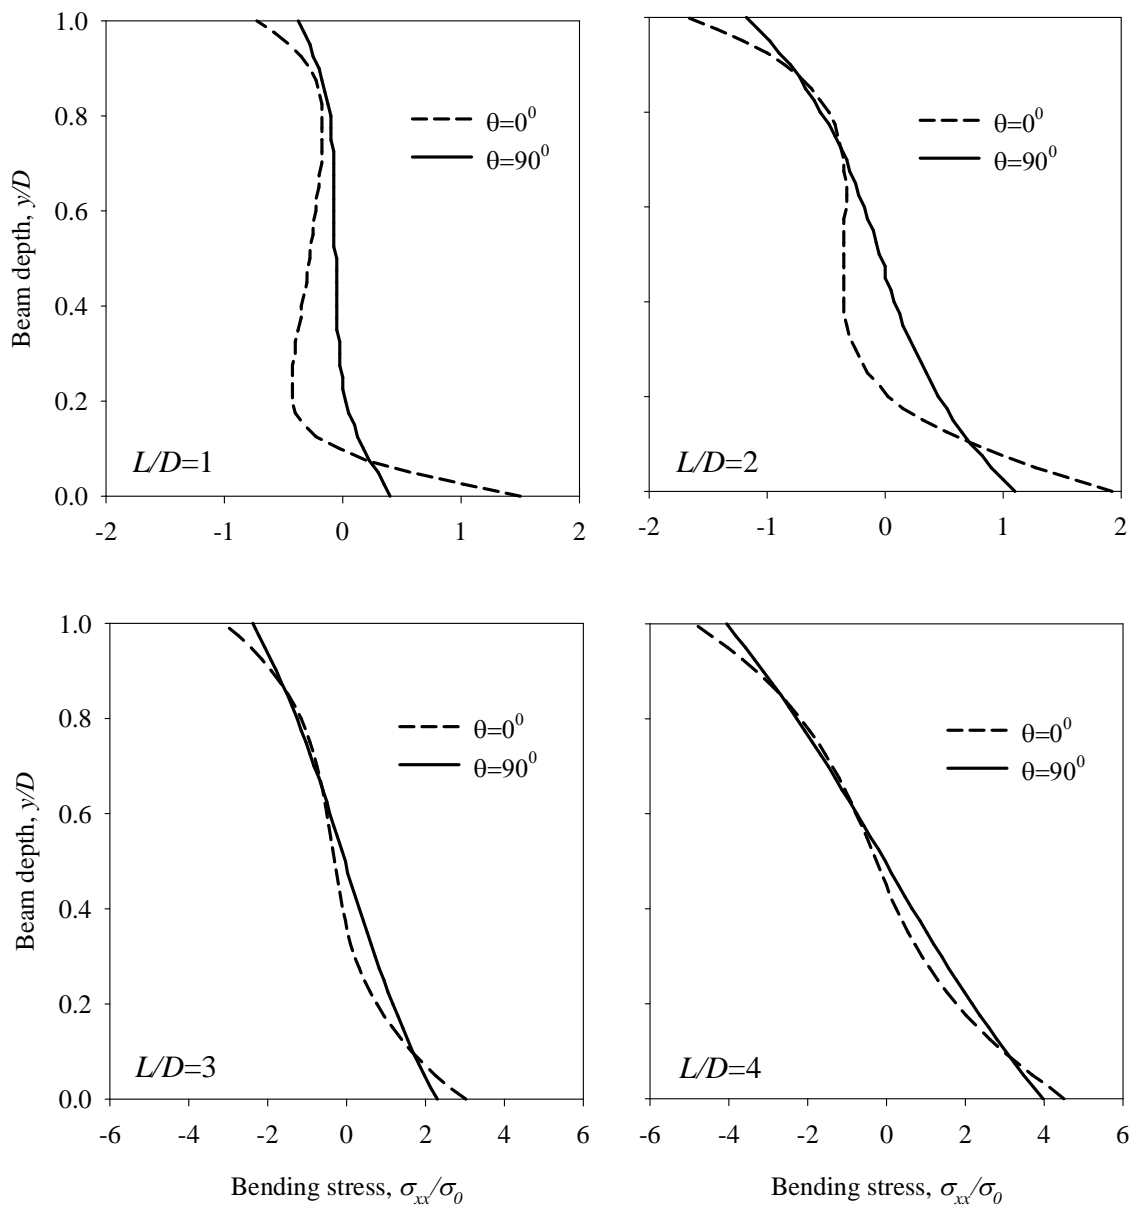 1.0
0.8
0.6
0.4
0.2
0.0
Beam depth, y/D
θ=0⁰
θ=90⁰
L/D=1
-2 -1 0 1 2
θ=0⁰
θ=90⁰
L/D=2
-2 -1 0 1 2
1.0
0.8
0.6
0.4
0.2
0.0
Beam depth, y/D
θ=0⁰
θ=90⁰
L/D=3
-6 -4 -2 0 2 4 6
Bending stress, σxx/σ0
θ=0⁰
θ=90⁰
L/D=4
-6 -4 -2 0 2 4 6
Bending stress, σxx/σ0